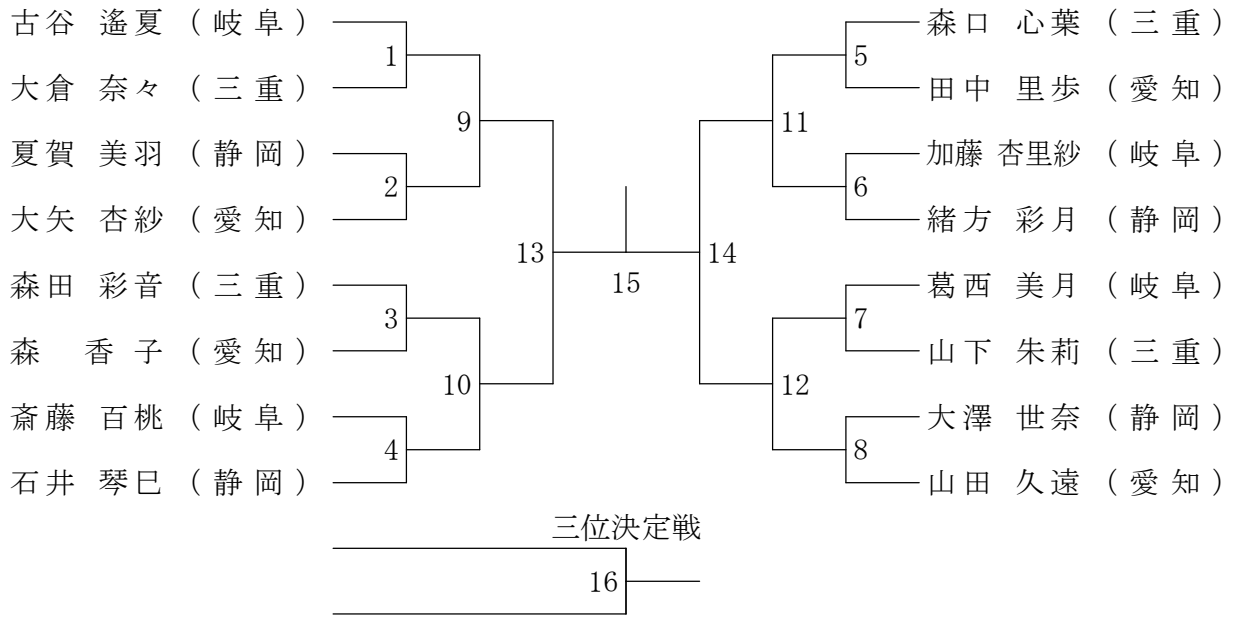 古谷 遙夏 (岐阜)
1
大倉 奈々 (三重)
9
夏賀 美羽 (静岡)
2
大矢 杏紗 (愛知)
13
森田 彩音 (三重)
3
森 香子 (愛知)
10
斎藤 百桃 (岐阜)
4
石井 琴巳 (静岡)
15
森口 心葉 (三重)
5
田中 里歩 (愛知)
11
加藤 杏里紗 (岐阜)
6
緒方 彩月 (静岡)
14
葛西 美月 (岐阜)
7
山下 朱莉 (三重)
12
大澤 世奈 (静岡)
8
山田 久遠 (愛知)
三位決定戦
16